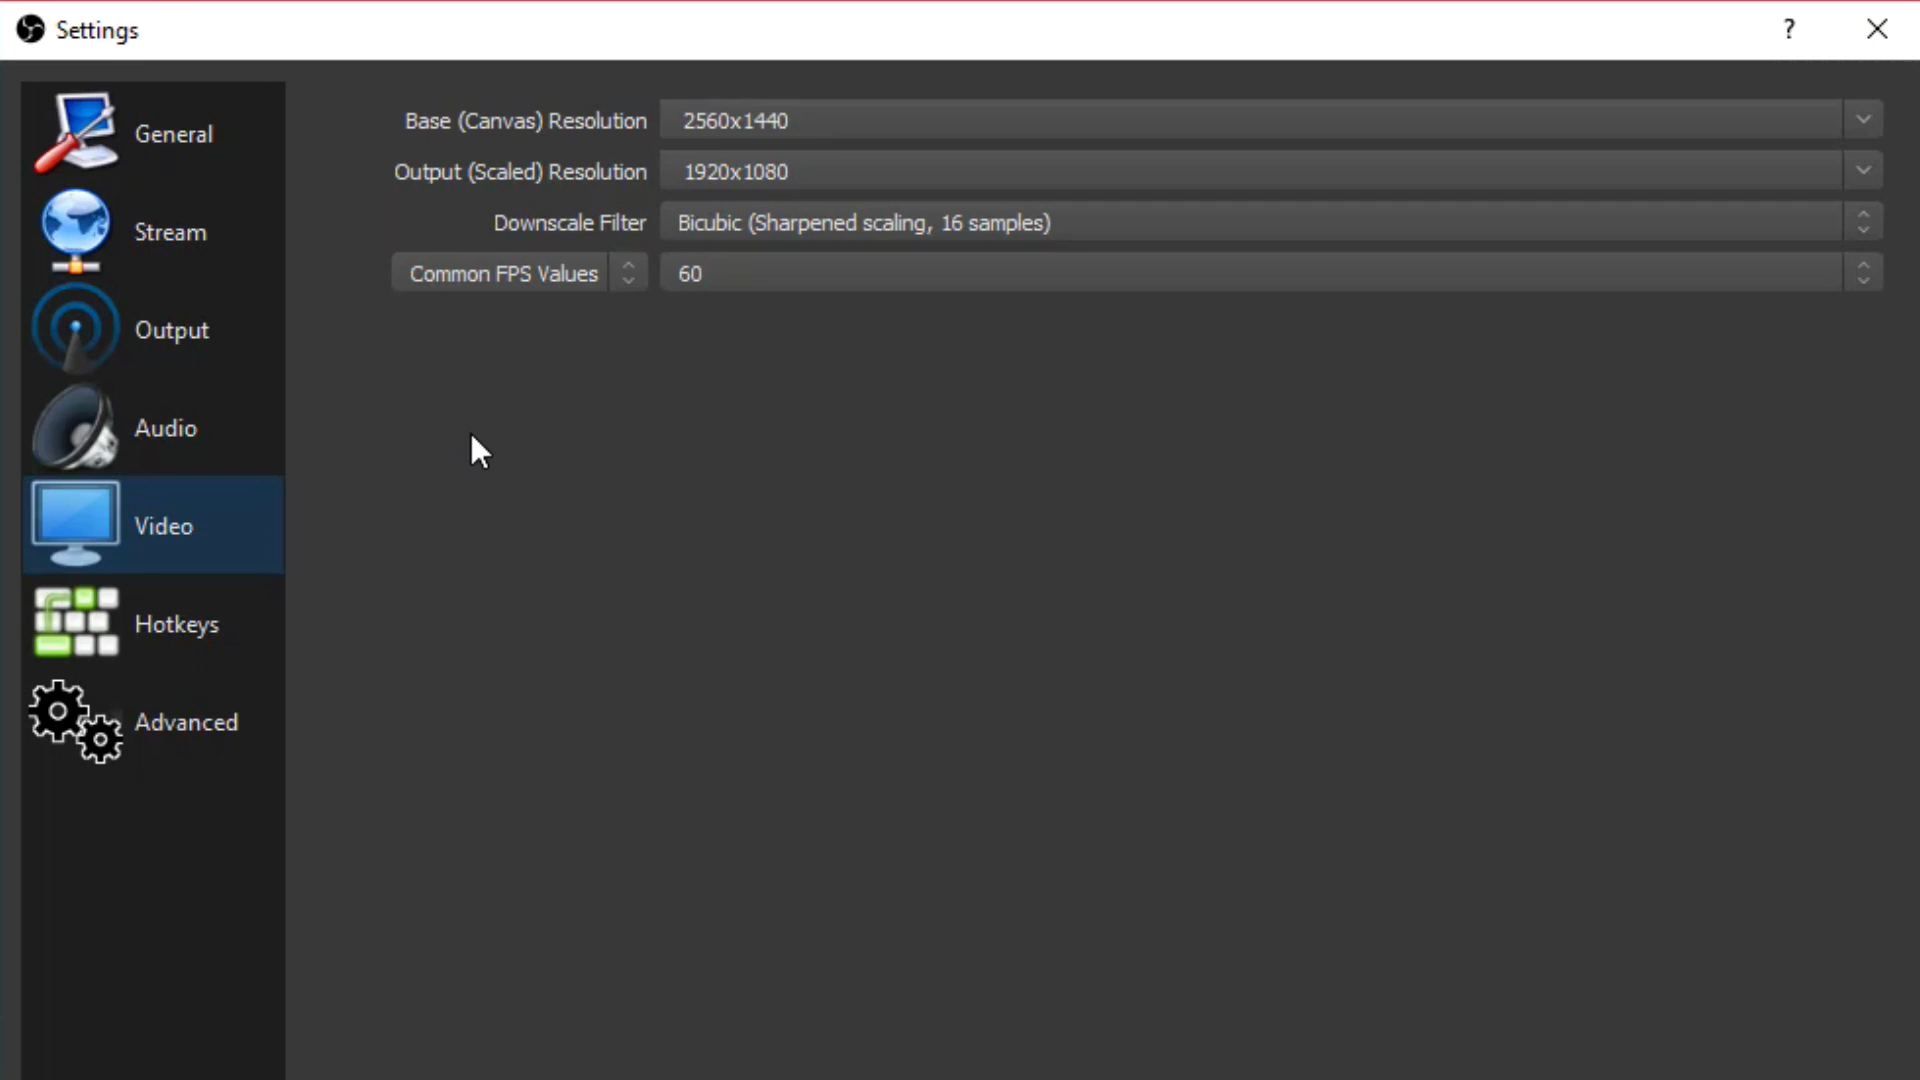 Settings
?
General
Stream
Output
Audio
Video
Hotkeys
Advanced
Base (Canvas) Resolution 2560x1440
Output (Scaled) Resolution 1920x1080
Downscale Filter Bicubic (Sharpened scaling, 16 samples)
Common FPS Values 60